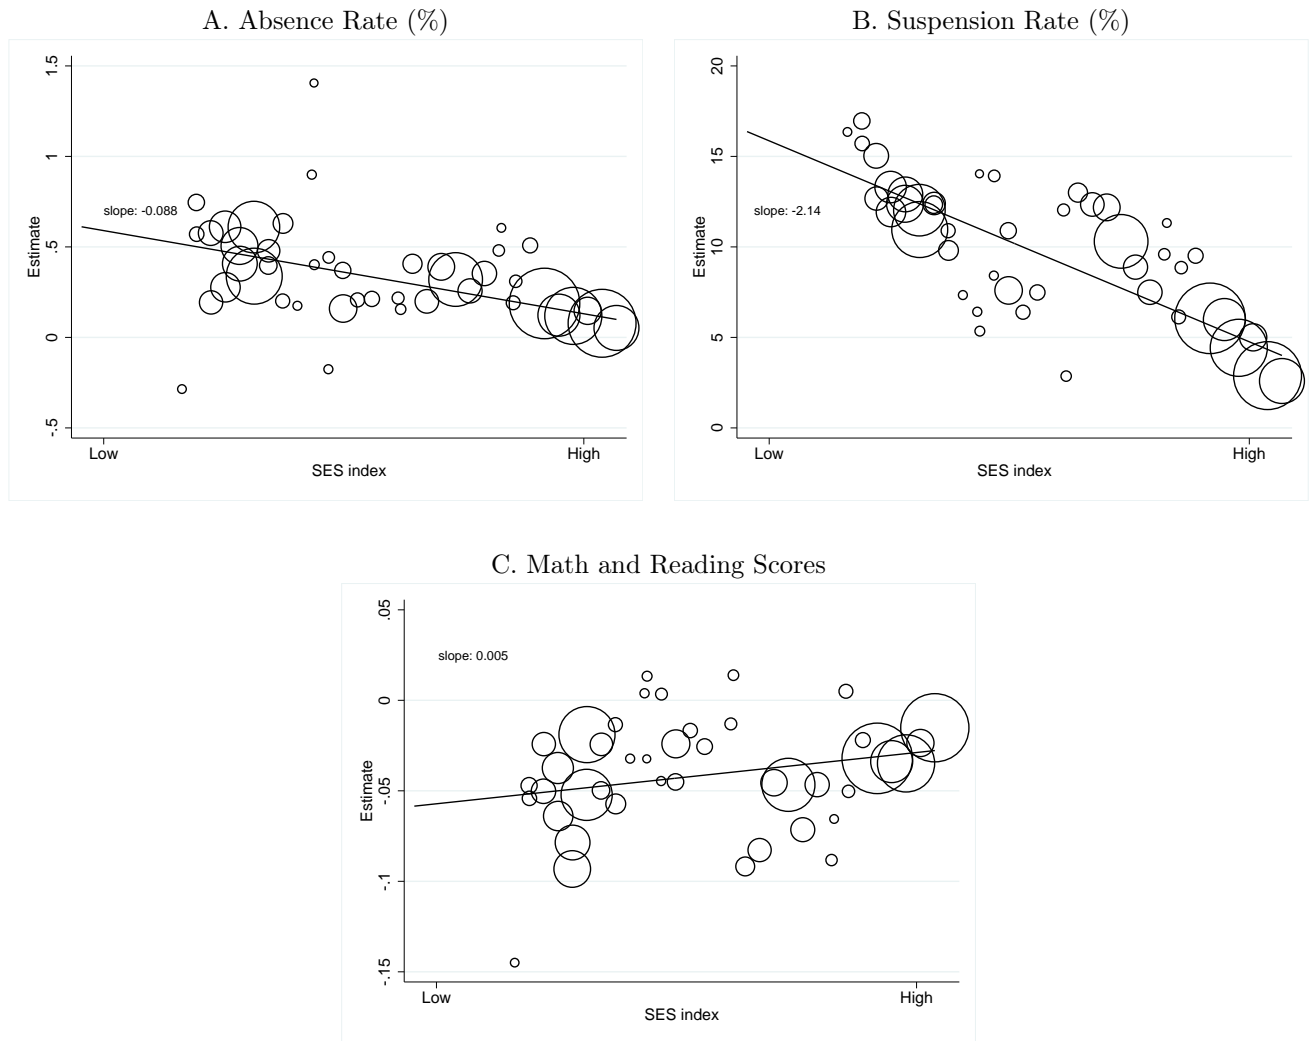 A. Absence Rate (%)
1.5
1
.5
0
-.5
Estimate
slope: -0.088
Low
High
SES index
B. Suspension Rate (%)
20
15
10
5
0
Estimate
slope: -2.14
Low
High
SES index
C. Math and Reading Scores
.05
0
-.05
-.1
-.15
Estimate
slope: 0.005
Low
High
SES index